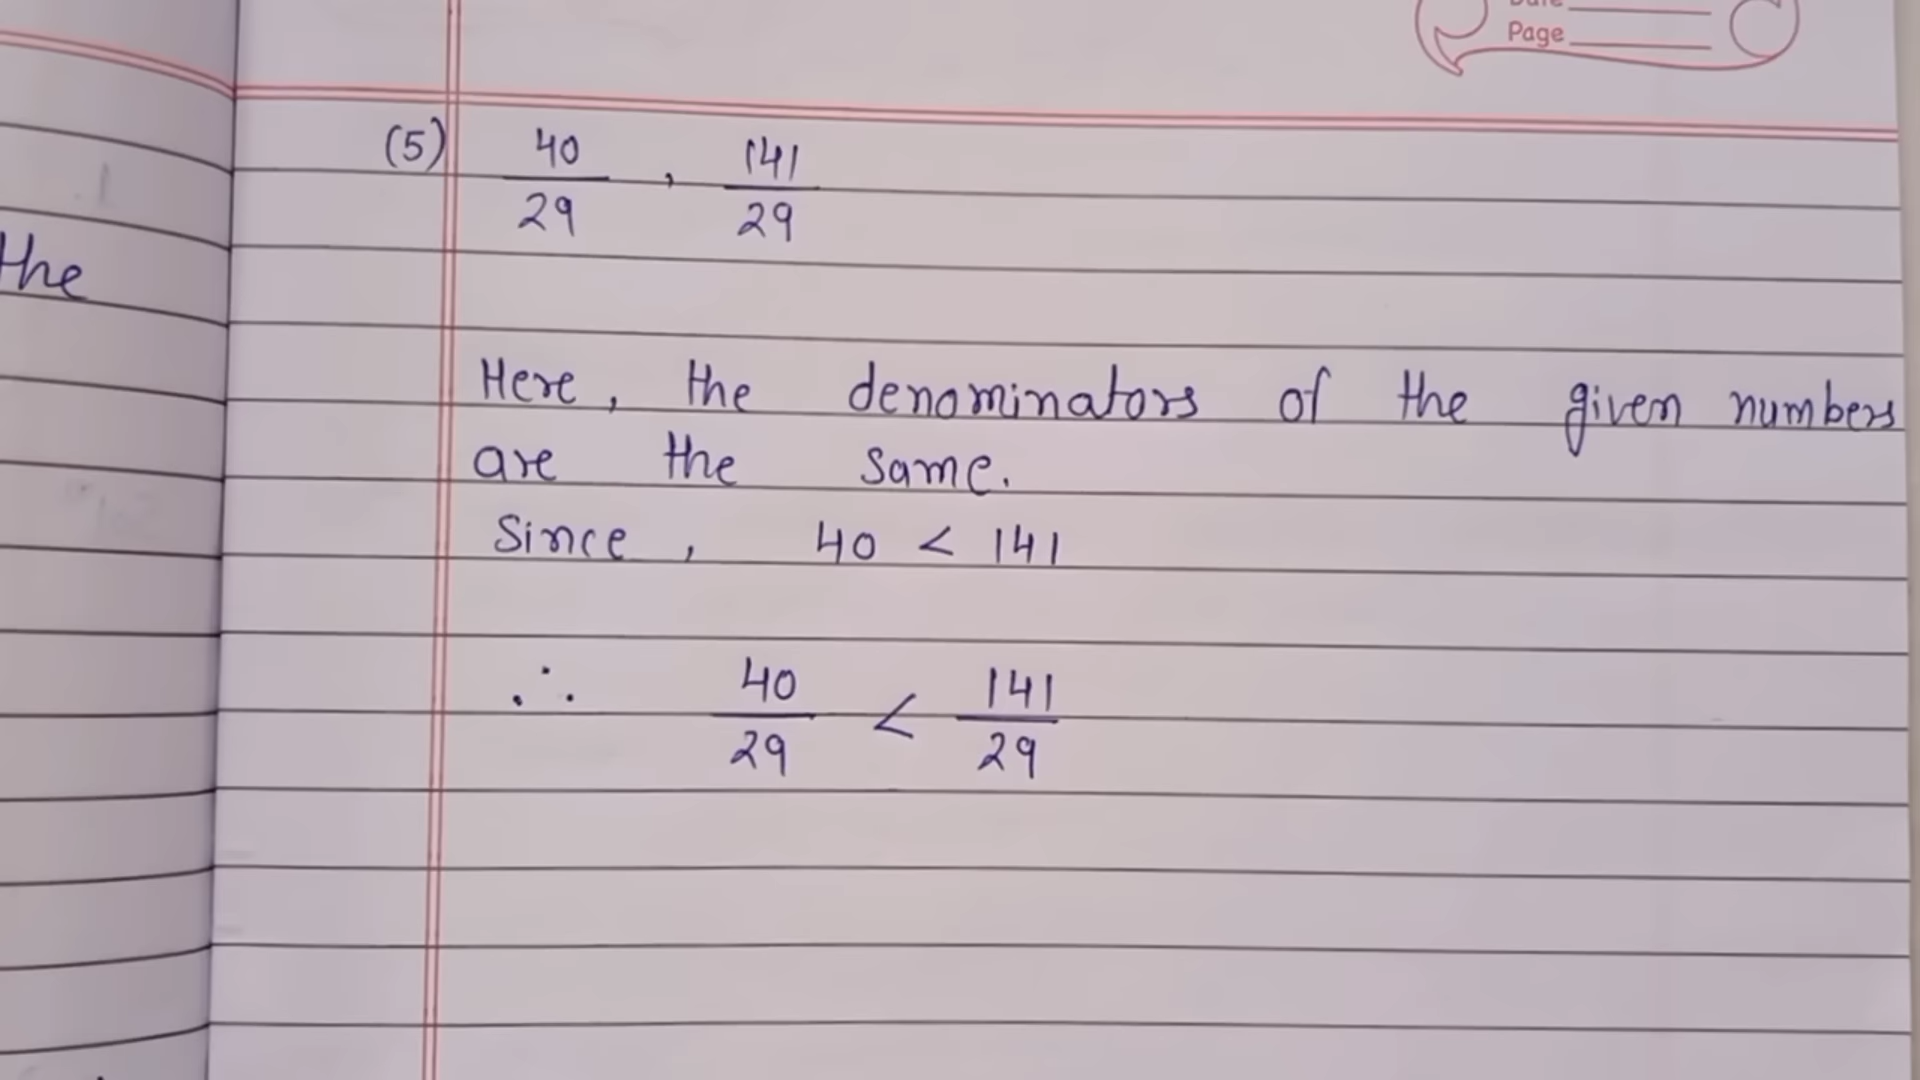 Page
the
(5) 40/29 , 141/29
Here, the denominators of the given numbers
are the same.
Since, 40 < 141
∴ 40/29 < 141/29